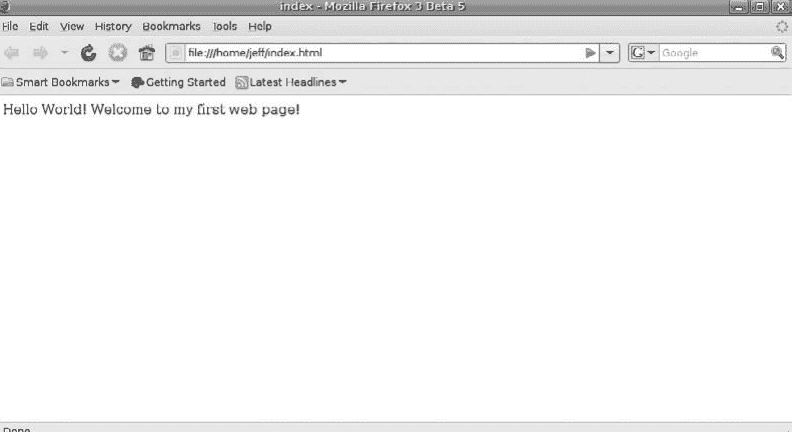 index - Mozilla Firefox 3 Beta 5
File Edit View History Bookmarks Tools Help
file:///home/jeff/index.html G Google
Smart Bookmarks Getting Started Latest Headlines
Hello World! Welcome to my first web page!
Done